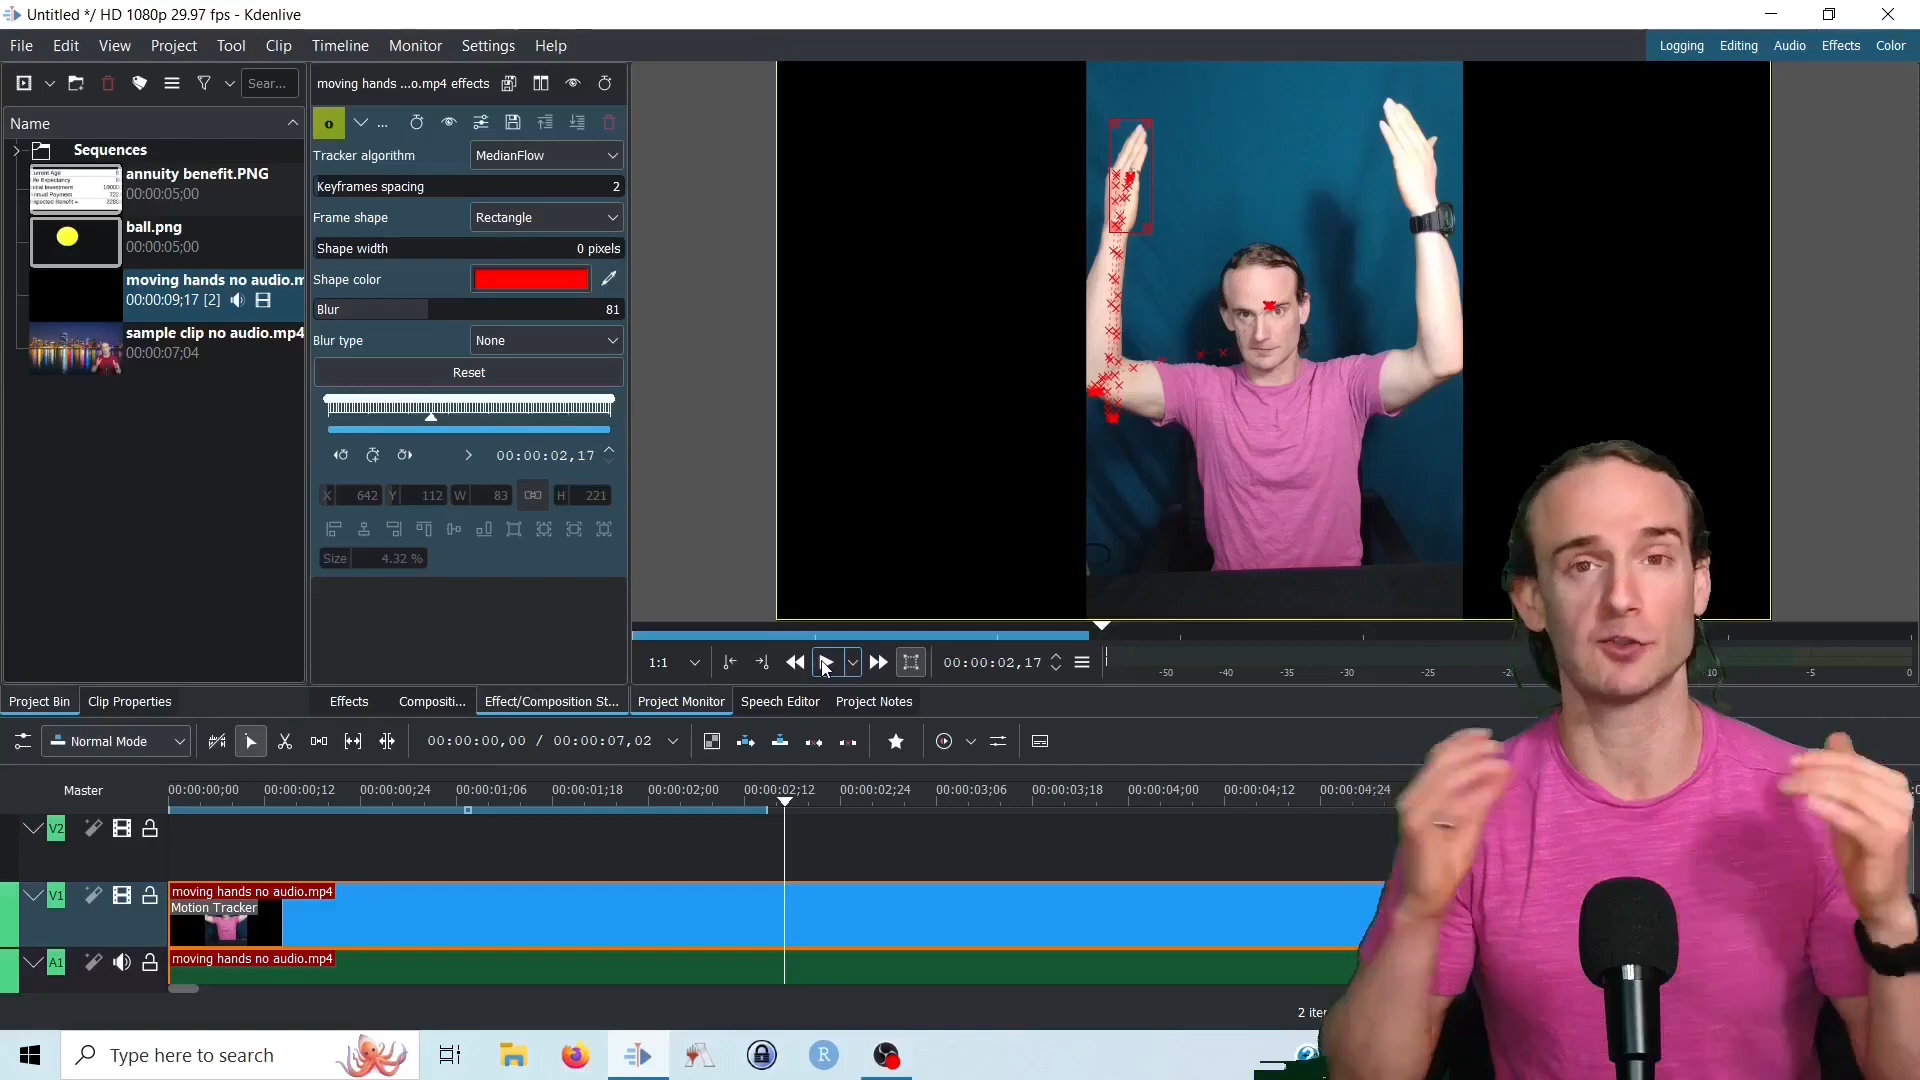 Untitled */ HD 1080p 29.97 fps - Kdenlive
File Edit View Project Tool Clip Timeline Monitor Settings Help
Logging Editing Audio Effects Color
Sear...
moving hands ...o.mp4 effects
Name
Sequences
annuity benefit.PNG
00:00:05;00
ball.png
00:00:05;00
moving hands no audio.m
00:00:09;17 [2]
sample clip no audio.mp4
00:00:07;04
...
Tracker algorithm MedianFlow
Keyframes spacing 2
Frame shape Rectangle
Shape width 0 pixels
Shape color
Blur 81
Blur type None
Reset
00:00:02,17
X 642 Y 112 W 83 H 221
Size 4.32 %
1:1 00:00:02,17
-50 -45 -40 -35 -30 -25 -5 0
Project Bin Clip Properties Effects Compositi... Effect/Composition St... Project Monitor Speech Editor Project Notes
Normal Mode 00:00:00,00 / 00:00:07,02
Master 00:00:00;00 00:00:00;12 00:00:00;24 00:00:01;06 00:00:01;18 00:00:02;00 00:00:02;12 00:00:02;24 00:00:03;06 00:00:03;18 00:00:04;00 00:00:04;12 00:00:04;24
V2
V1 moving hands no audio.mp4
Motion Tracker
A1 moving hands no audio.mp4
Type here to search
R